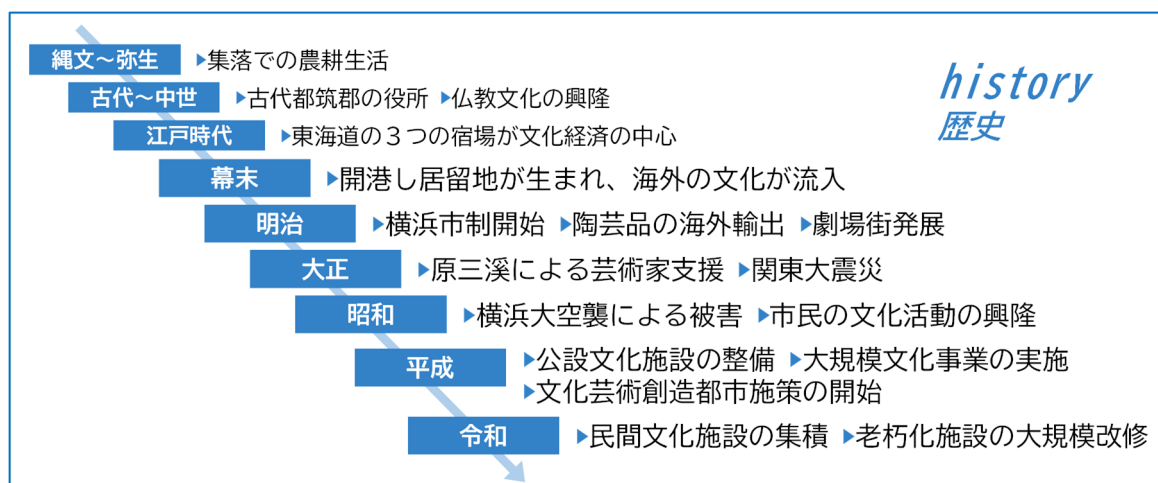 history
歴史
縄文～弥生 ▶集落での農耕生活
古代～中世 ▶古代都筑郡の役所 ▶仏教文化の興隆
江戸時代 ▶東海道の３つの宿場が文化経済の中心
幕末 ▶開港し居留地が生まれ、海外の文化が流入
明治 ▶横浜市制開始 ▶陶芸品の海外輸出 ▶劇場街発展
大正 ▶原三溪による芸術家支援 ▶関東大震災
昭和 ▶横浜大空襲による被害 ▶市民の文化活動の興隆
平成 ▶公設文化施設の整備 ▶大規模文化事業の実施
▶文化芸術創造都市施策の開始
令和 ▶民間文化施設の集積 ▶老朽化施設の大規模改修